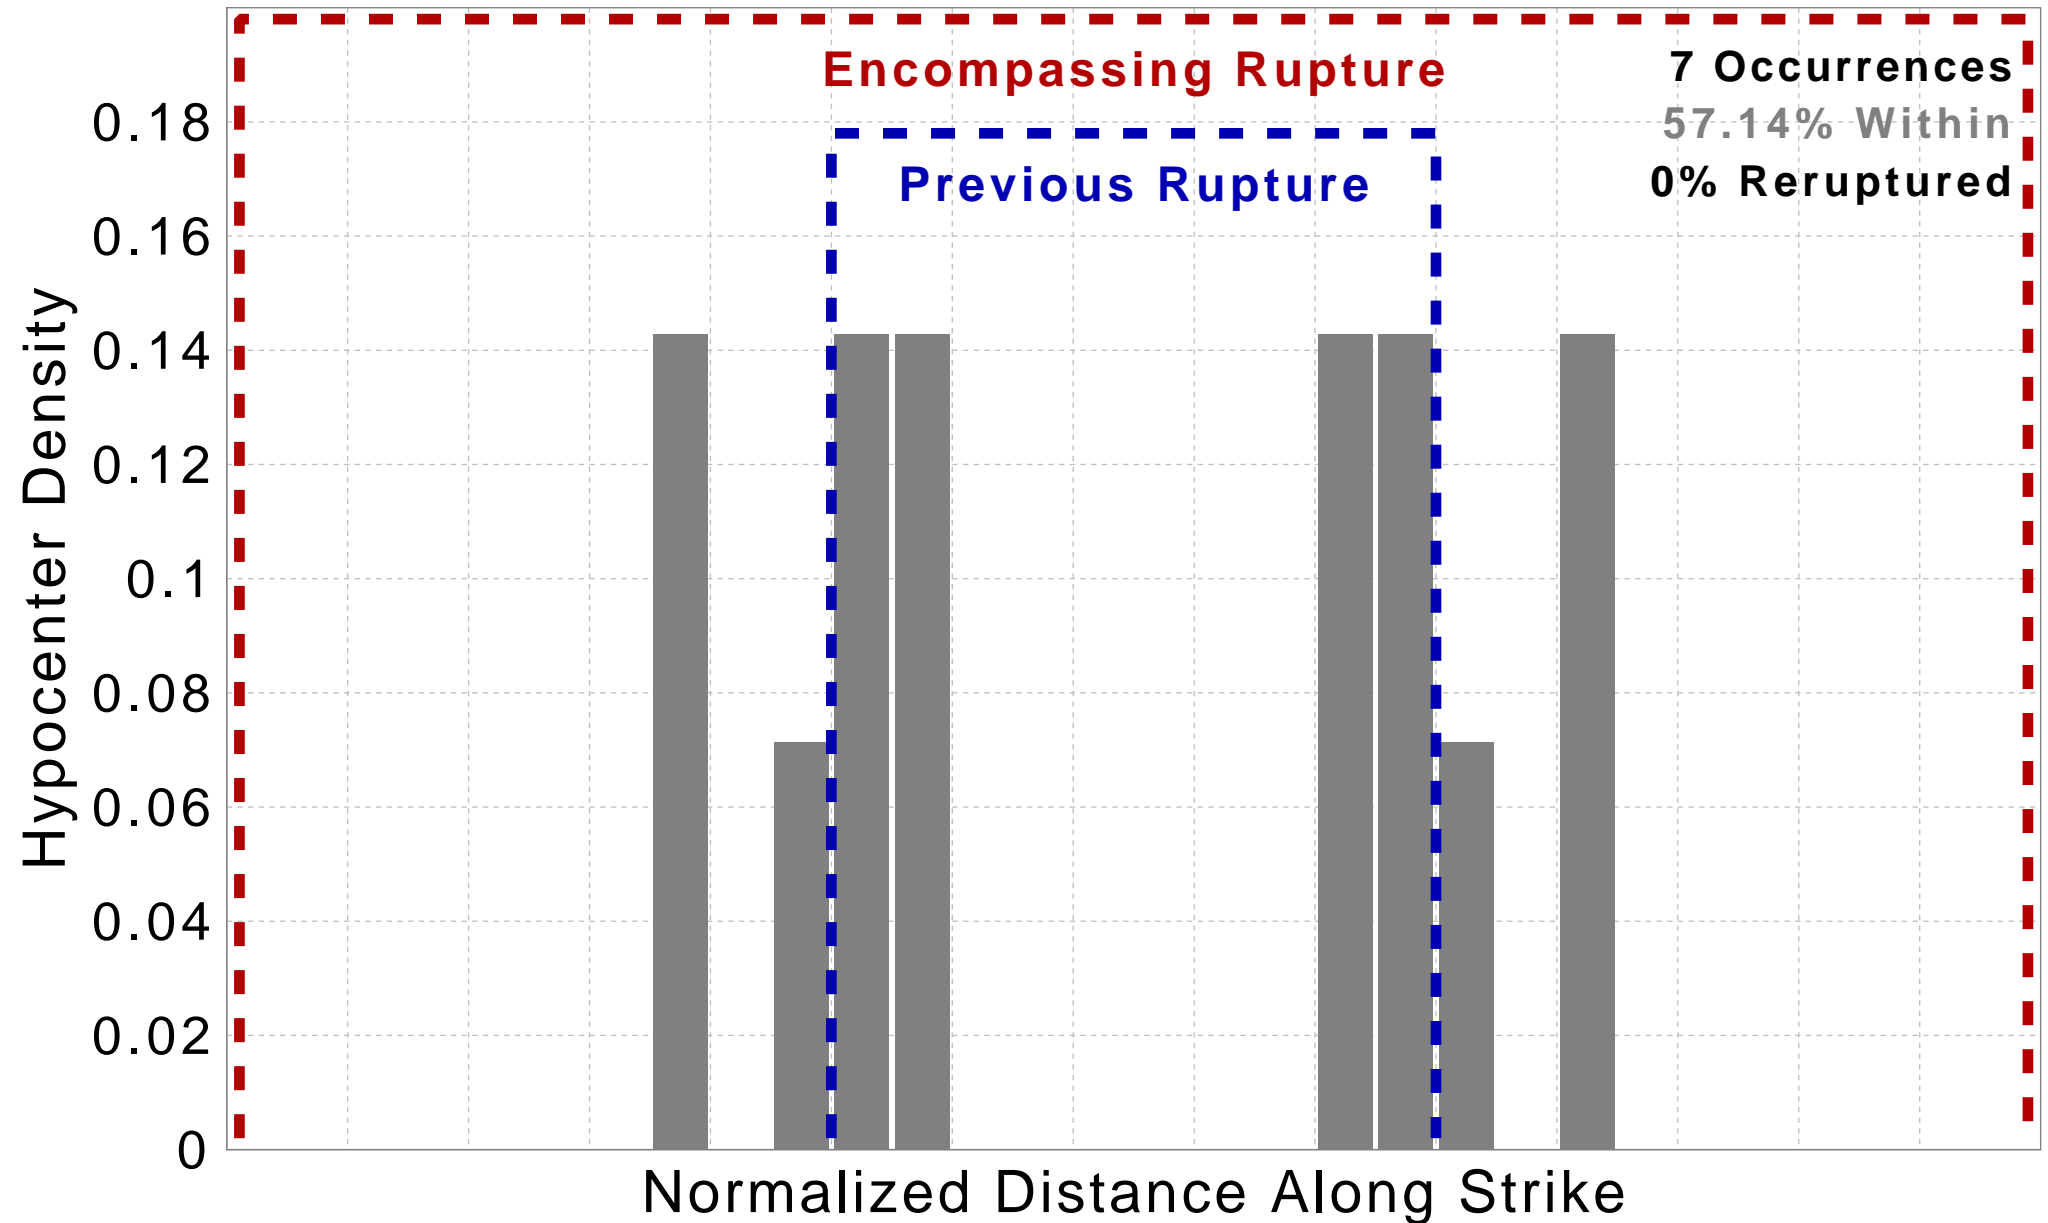 Encompassing Rupture
7 Occurrences
57.14% Within
0% Reruptured
Previous Rupture
Hypocenter Density
0.18
0.16
0.14
0.12
0.1
0.08
0.06
0.04
0.02
0
Normalized Distance Along Strike